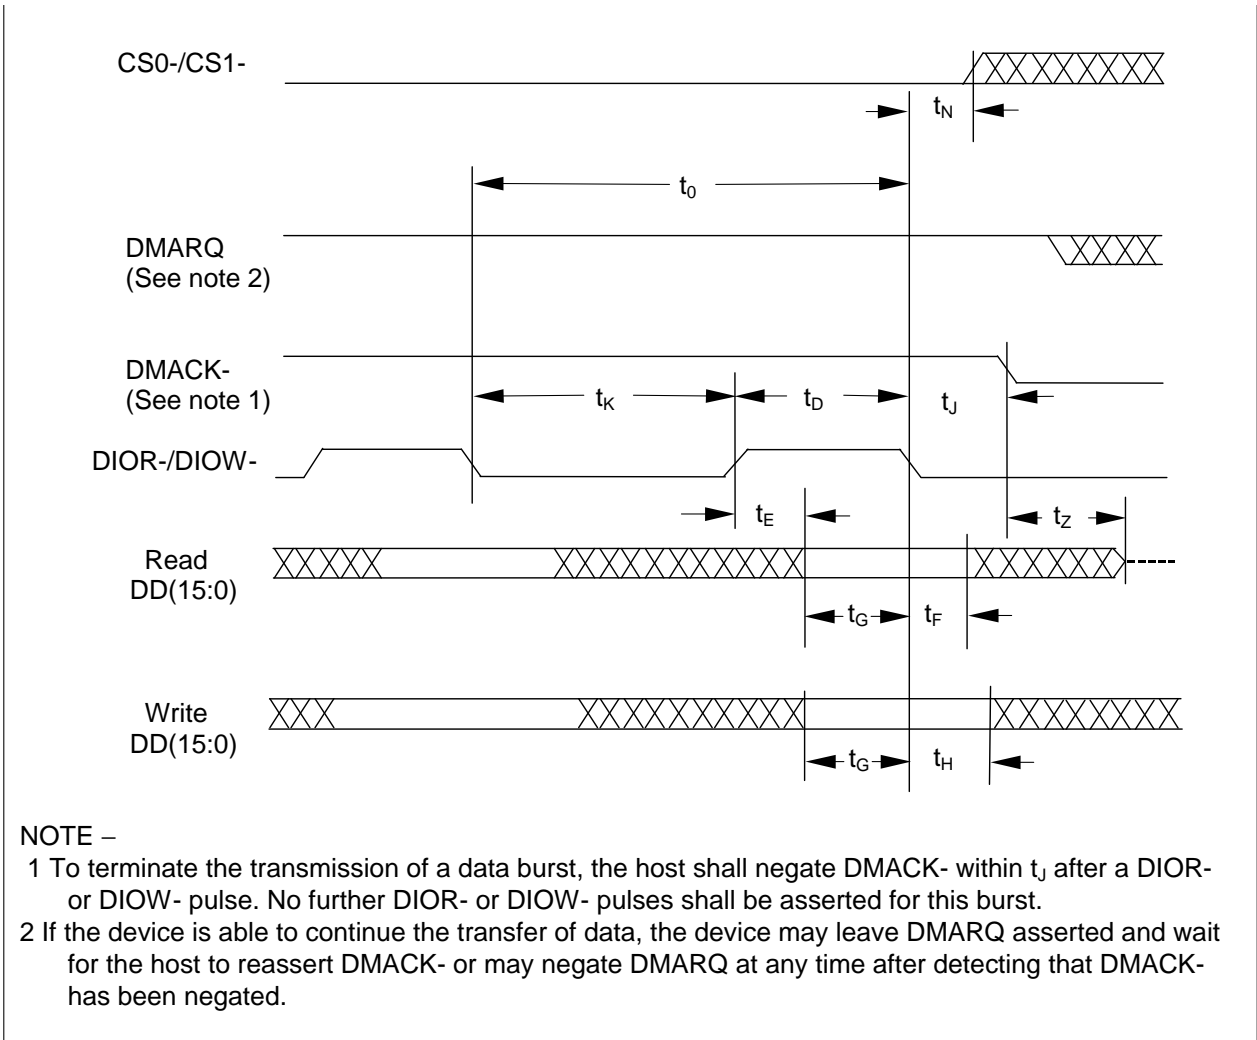 CS0-/CS1-
tN
t0
DMARQ
(See note 2)
DMACK-
(See note 1)
tK
tD
tJ
DIOR-/DIOW-
tE
tZ
Read
DD(15:0)
tG
tF
Write
DD(15:0)
tG
tH
NOTE –
1 To terminate the transmission of a data burst, the host shall negate DMACK- within tJ after a DIOR-
or DIOW- pulse. No further DIOR- or DIOW- pulses shall be asserted for this burst.
2 If the device is able to continue the transfer of data, the device may leave DMARQ asserted and wait
for the host to reassert DMACK- or may negate DMARQ at any time after detecting that DMACK-
has been negated.